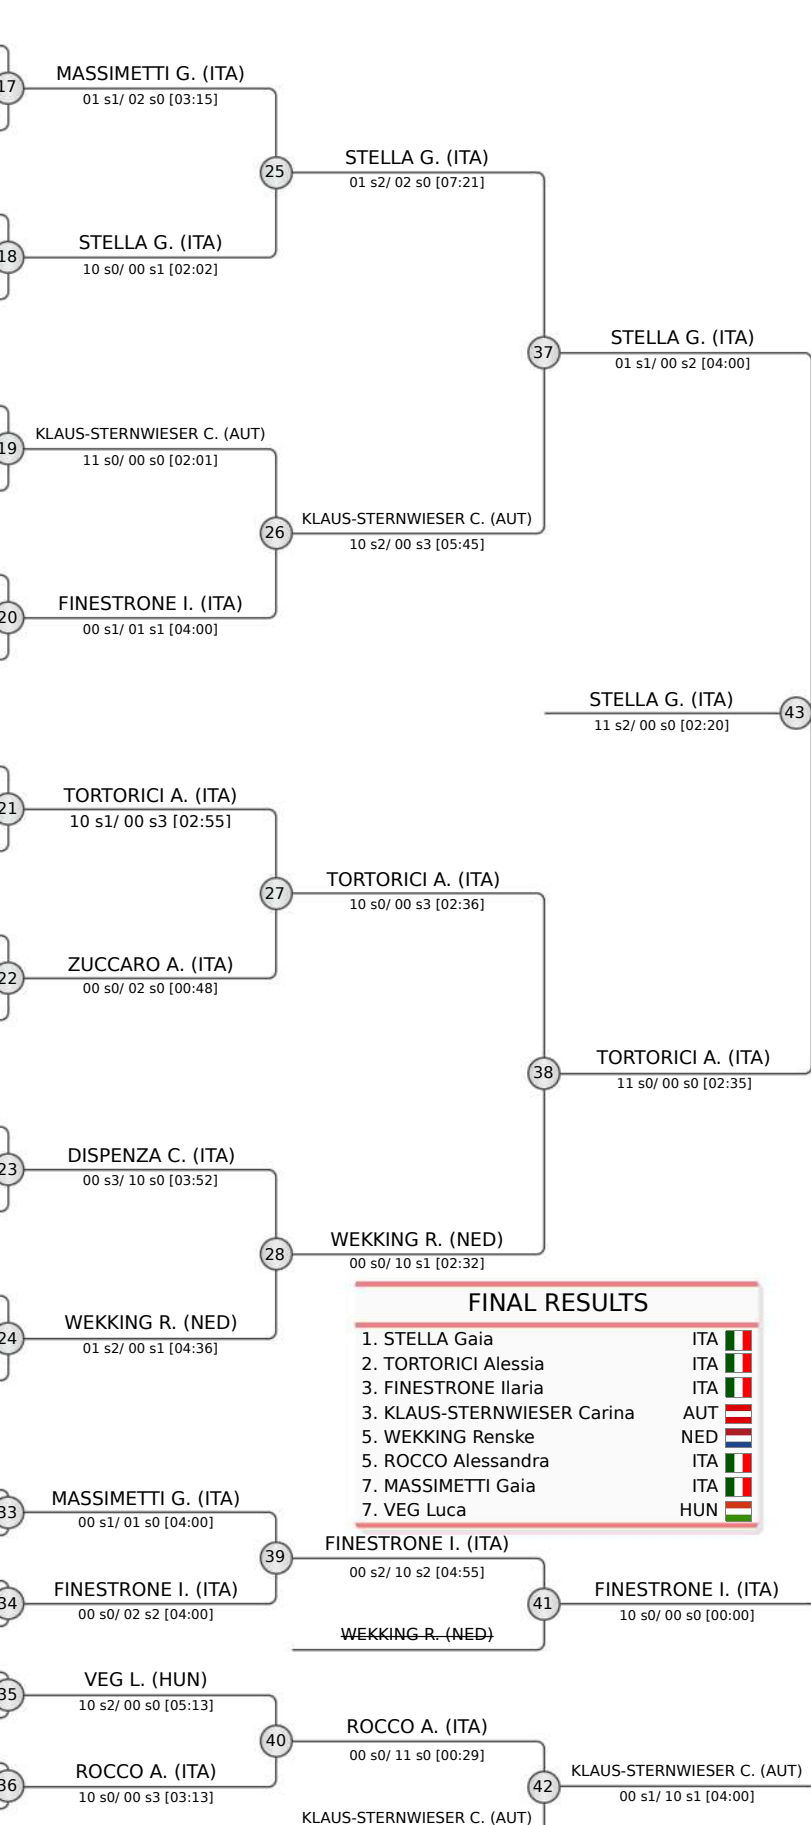 17
MASSIMETTI G. (ITA)
01 s1/ 02 s0 [03:15]
25
STELLA G. (ITA)
01 s2/ 02 s0 [07:21]
18
STELLA G. (ITA)
10 s0/ 00 s1 [02:02]
37
STELLA G. (ITA)
01 s1/ 00 s2 [04:00]
19
KLAUS-STERNWIESER C. (AUT)
11 s0/ 00 s0 [02:01]
26
KLAUS-STERNWIESER C. (AUT)
10 s2/ 00 s3 [05:45]
20
FINESTRONE I. (ITA)
00 s1/ 01 s1 [04:00]
STELLA G. (ITA)
11 s2/ 00 s0 [02:20]
43
21
TORTORICI A. (ITA)
10 s1/ 00 s3 [02:55]
27
TORTORICI A. (ITA)
10 s0/ 00 s3 [02:36]
22
ZUCCARO A. (ITA)
00 s0/ 02 s0 [00:48]
38
TORTORICI A. (ITA)
11 s0/ 00 s0 [02:35]
23
DISPENZA C. (ITA)
00 s3/ 10 s0 [03:52]
28
WEKKING R. (NED)
00 s0/ 10 s1 [02:32]
24
WEKKING R. (NED)
01 s2/ 00 s1 [04:36]
FINAL RESULTS
1. STELLA Gaia ITA
2. TORTORICI Alessia ITA
3. FINESTRONE Ilaria ITA
3. KLAUS-STERNWIESER Carina AUT
5. WEKKING Renske NED
5. ROCCO Alessandra ITA
7. MASSIMETTI Gaia ITA
7. VEG Luca HUN
33
MASSIMETTI G. (ITA)
00 s1/ 01 s0 [04:00]
39
FINESTRONE I. (ITA)
00 s2/ 10 s2 [04:55]
34
FINESTRONE I. (ITA)
00 s0/ 02 s2 [04:00]
41
FINESTRONE I. (ITA)
10 s0/ 00 s0 [00:00]
WEKKING R. (NED)
35
VEG L. (HUN)
10 s2/ 00 s0 [05:13]
40
ROCCO A. (ITA)
00 s0/ 11 s0 [00:29]
36
ROCCO A. (ITA)
10 s0/ 00 s3 [03:13]
42
KLAUS-STERNWIESER C. (AUT)
00 s1/ 10 s1 [04:00]
KLAUS-STERNWIESER C. (AUT)